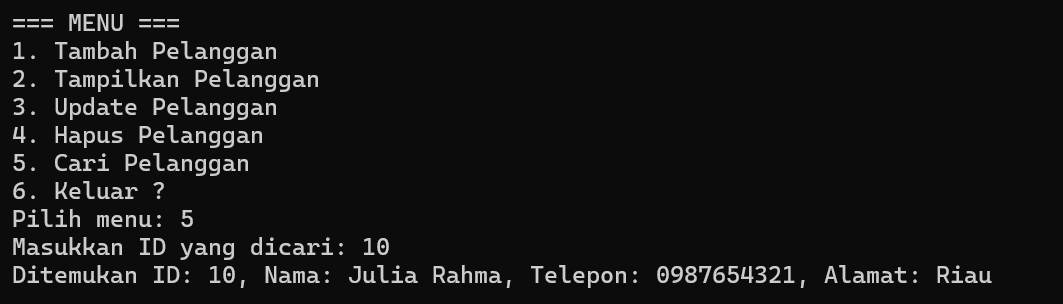 === MENU ===
1. Tambah Pelanggan
2. Tampilkan Pelanggan
3. Update Pelanggan
4. Hapus Pelanggan
5. Cari Pelanggan
6. Keluar ?
Pilih menu: 5
Masukkan ID yang dicari: 10
Ditemukan ID: 10, Nama: Julia Rahma, Telepon: 0987654321, Alamat: Riau